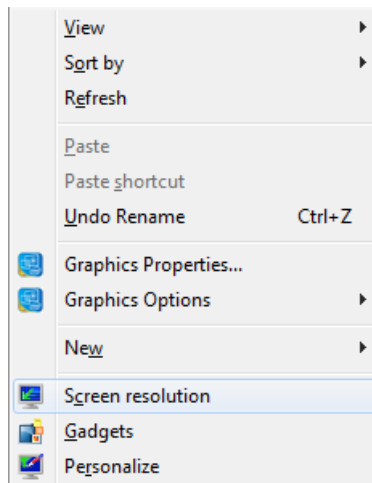 View
Sort by
Refresh
Paste
Paste shortcut
Undo Rename Ctrl+Z
Graphics Properties...
Graphics Options
New
Screen resolution
Gadgets
Personalize